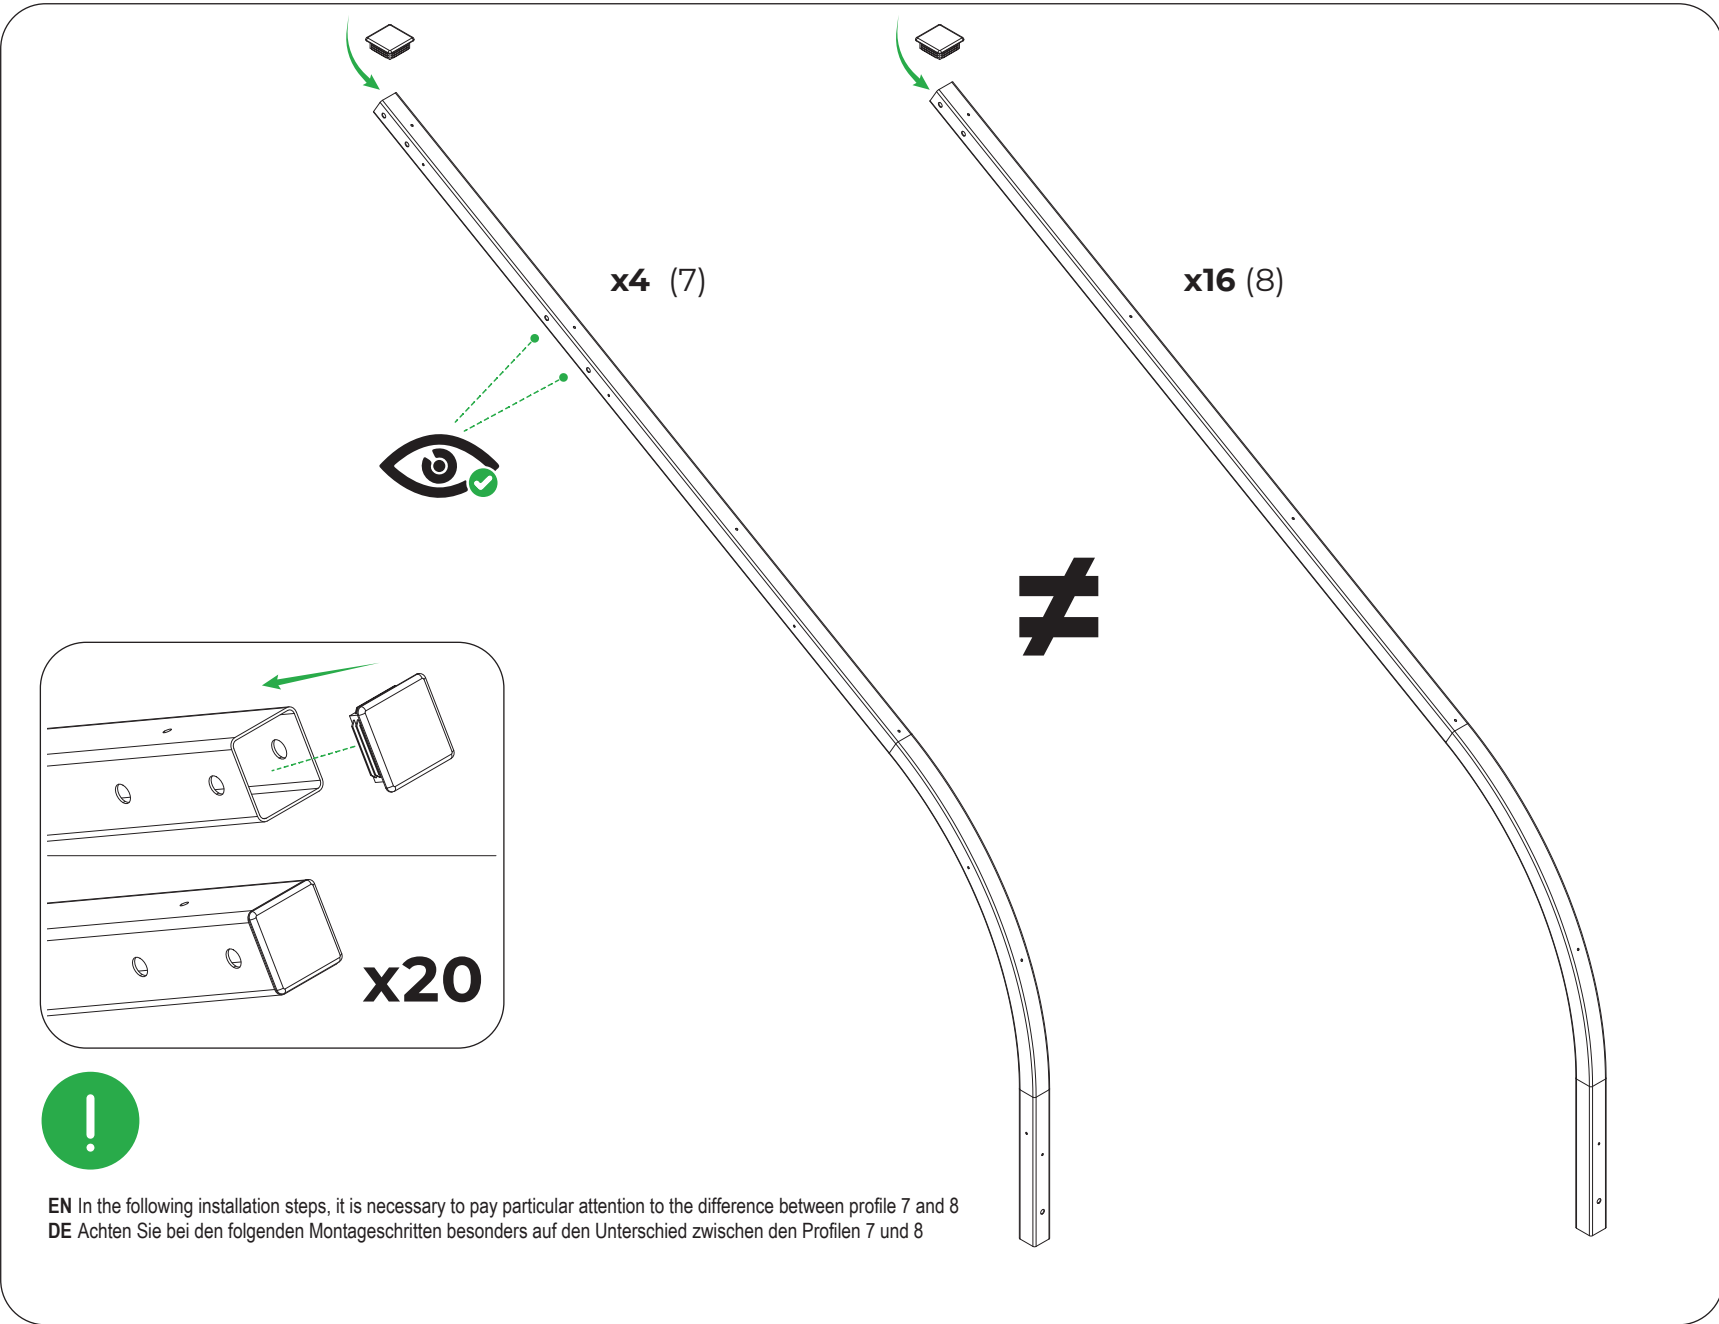 x4 (7)
x16 (8)
≠
x20
!
EN In the following installation steps, it is necessary to pay particular attention to the difference between profile 7 and 8
DE Achten Sie bei den folgenden Montageschritten besonders auf den Unterschied zwischen den Profilen 7 und 8